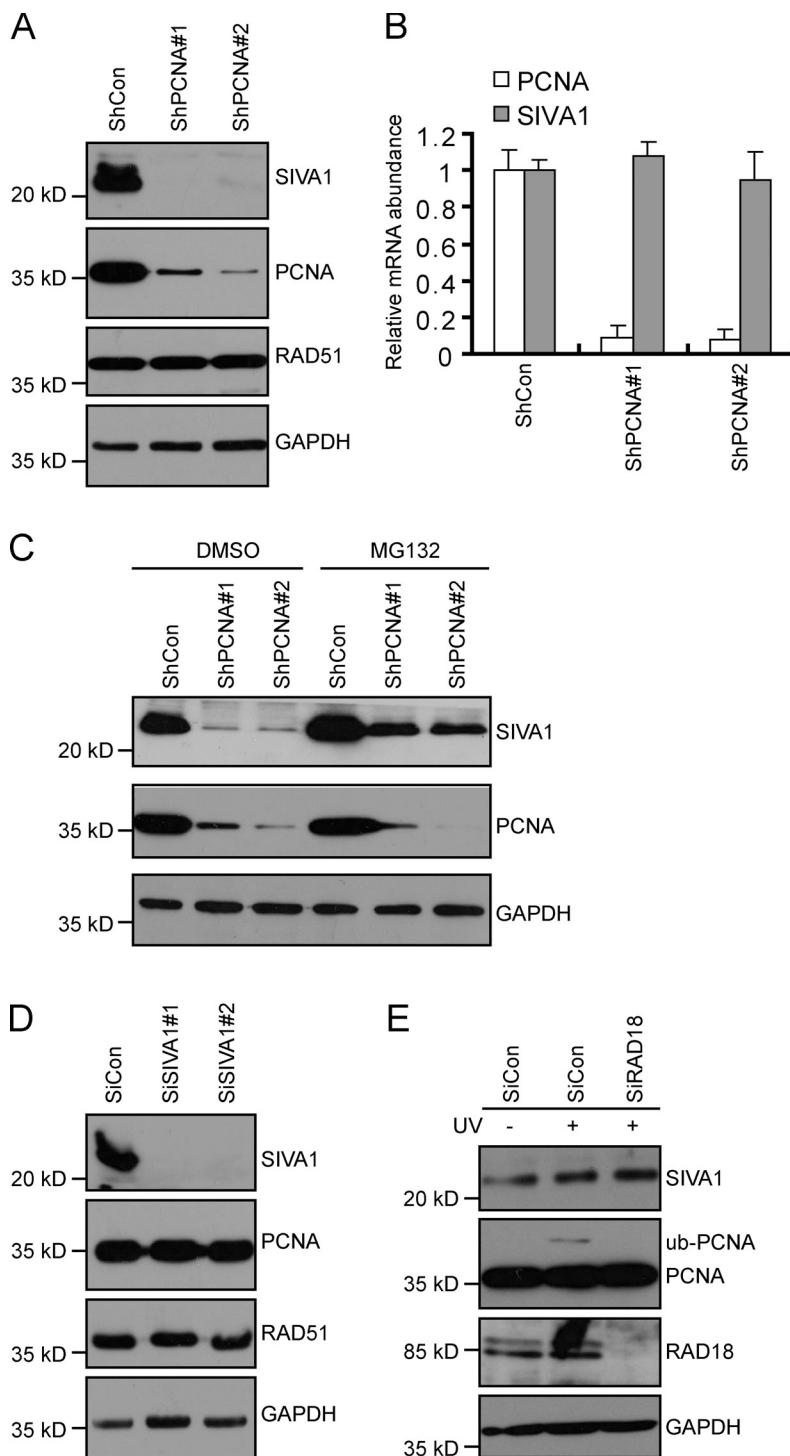 A
ShCon
ShPCNA#1
ShPCNA#2
SIVA1
20 kD
PCNA
35 kD
RAD51
35 kD
GAPDH
35 kD
B
PCNA
SIVA1
Relative mRNA abundance
1.2
1
0.8
0.6
0.4
0.2
0
ShCon
ShPCNA#1
ShPCNA#2
C
DMSO
MG132
ShCon
ShPCNA#1
ShPCNA#2
ShCon
ShPCNA#1
ShPCNA#2
SIVA1
20 kD
PCNA
35 kD
GAPDH
35 kD
D
SiCon
SiSIVA1#1
SiSIVA1#2
SIVA1
20 kD
PCNA
35 kD
RAD51
35 kD
GAPDH
35 kD
E
SiCon
SiCon
SiRAD18
UV - + +
SIVA1
20 kD
ub-PCNA
PCNA
35 kD
RAD18
85 kD
GAPDH
35 kD